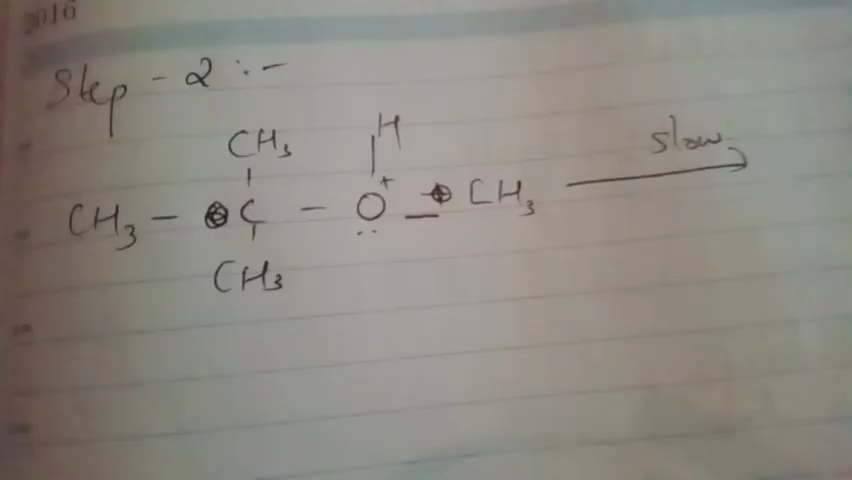 2016
Step - 2 :-
H
CH₃
slow
CH₃ - C - O⁺ - CH₃
CH₃